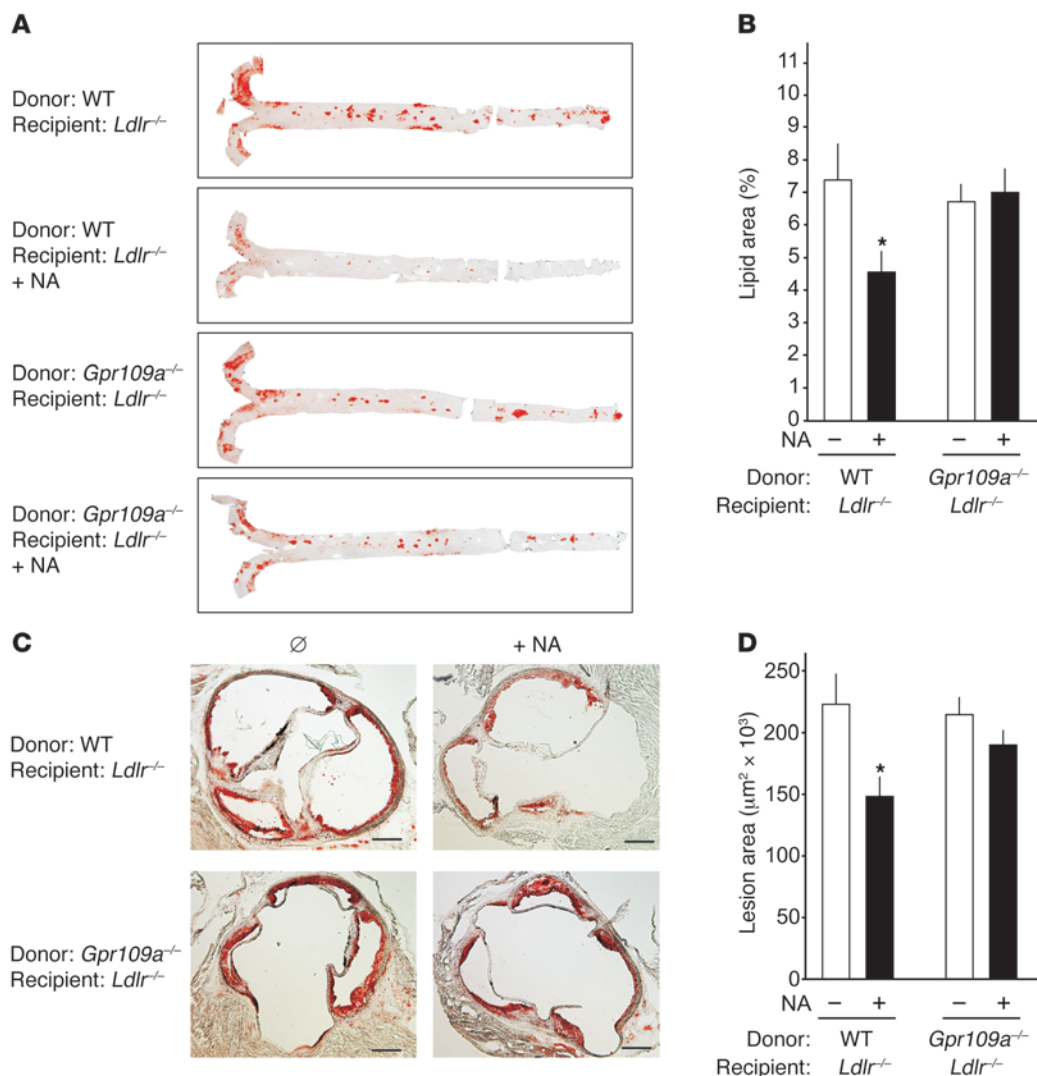 A
Donor: WT
Recipient: Ldlr–/–
Donor: WT
Recipient: Ldlr–/–
+ NA
Donor: Gpr109a–/–
Recipient: Ldlr–/–
Donor: Gpr109a–/–
Recipient: Ldlr–/–
+ NA
B
Lipid area (%)
11
10
9
8
7
6
5
4
3
2
1
0
*
NA – + – +
Donor: WT Gpr109a–/–
Recipient: Ldlr–/– Ldlr–/–
C
∅ + NA
Donor: WT
Recipient: Ldlr–/–
Donor: Gpr109a–/–
Recipient: Ldlr–/–
D
Lesion area (μm² × 10³)
250
200
150
100
50
0
*
NA – + – +
Donor: WT Gpr109a–/–
Recipient: Ldlr–/– Ldlr–/–